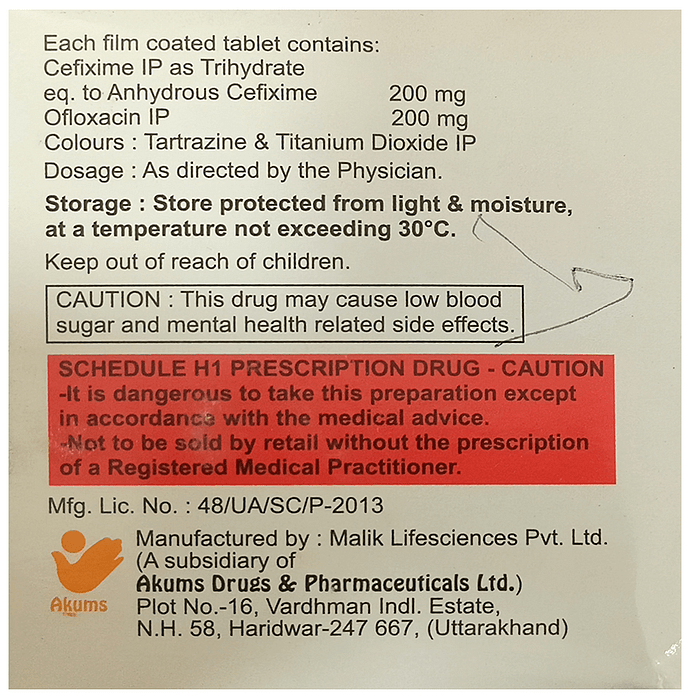 Each film coated tablet contains:
Cefixime IP as Trihydrate
eq. to Anhydrous Cefixime 200 mg
Ofloxacin IP 200 mg
Colours : Tartrazine & Titanium Dioxide IP
Dosage : As directed by the Physician.
Storage : Store protected from light & moisture,
at a temperature not exceeding 30°C.
Keep out of reach of children.
CAUTION : This drug may cause low blood
sugar and mental health related side effects.
SCHEDULE H1 PRESCRIPTION DRUG - CAUTION
-It is dangerous to take this preparation except
in accordance with the medical advice.
-Not to be sold by retail without the prescription
of a Registered Medical Practitioner.
Mfg. Lic. No. : 48/UA/SC/P-2013
Manufactured by : Malik Lifesciences Pvt. Ltd.
(A subsidiary of
Akums Drugs & Pharmaceuticals Ltd.)
Plot No.-16, Vardhman Indl. Estate,
N.H. 58, Haridwar-247 667, (Uttarakhand)
Akums